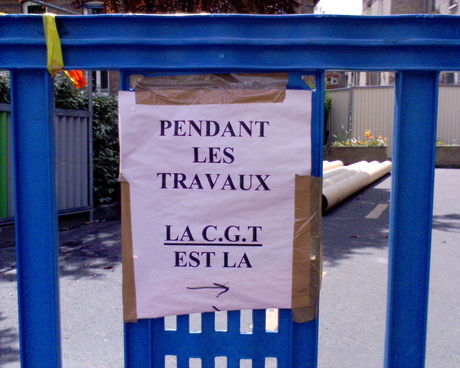 PENDANT
LES
TRAVAUX
LA C.G.T
EST LA